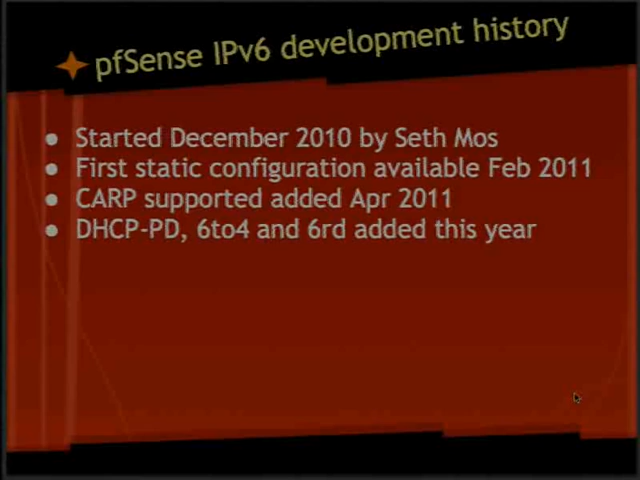 pfSense IPv6 development history
● Started December 2010 by Seth Mos
● First static configuration available Feb 2011
● CARP supported added Apr 2011
● DHCP-PD, 6to4 and 6rd added this year